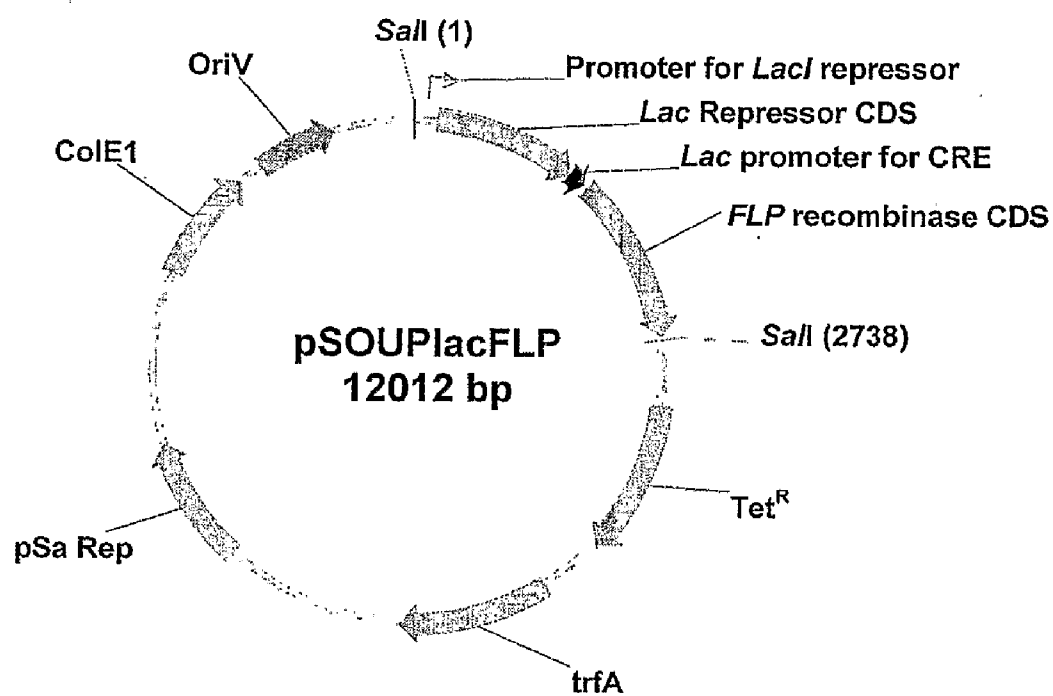 SalI (1)
OriV
Promoter for LacI repressor
Lac Repressor CDS
ColE1
Lac promoter for CRE
FLP recombinase CDS
pSOUPlacFLP
12012 bp
SalI (2738)
Tet^R
pSa Rep
trfA